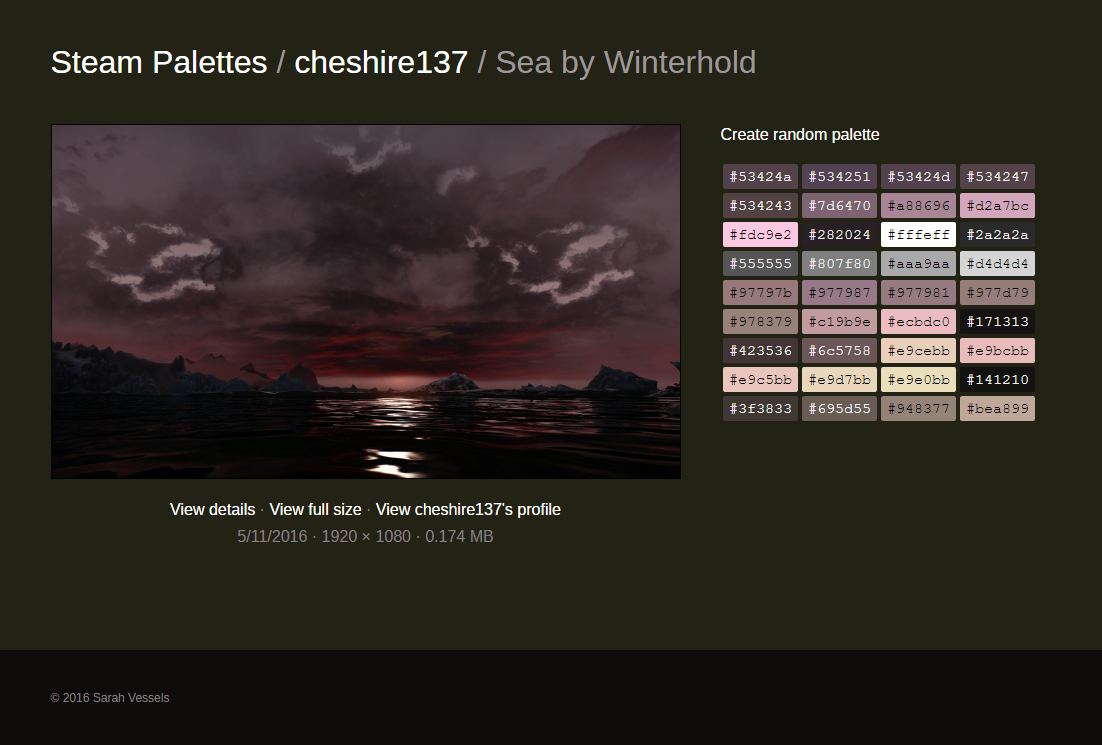 Steam Palettes / cheshire137 / Sea by Winterhold
Create random palette
#53424a #534251 #53424d #534247
#534243 #7d6470 #a88696 #d2a7bc
#fdc9e2 #282024 #fffeff #2a2a2a
#555555 #807f80 #aaa9aa #d4d4d4
#97797b #977987 #977981 #977d79
#978379 #c19b9e #ecbdc0 #171313
#423536 #6c5758 #e9cebb #e9bcbb
#e9c5bb #e9d7bb #e9e0bb #141210
#3f3833 #695d55 #948377 #bea899
View details · View full size · View cheshire137's profile
5/11/2016 · 1920 × 1080 · 0.174 MB
© 2016 Sarah Vessels